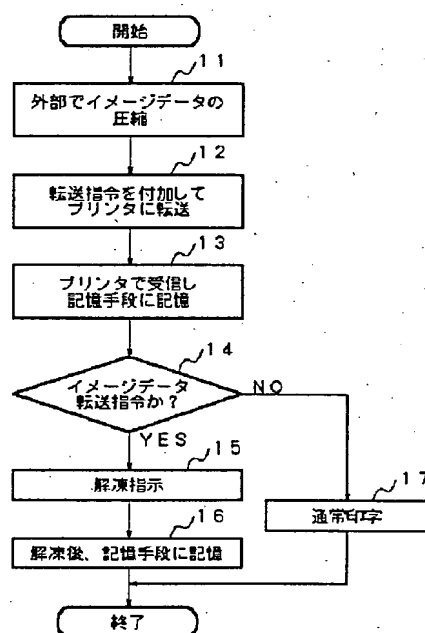 開始
11
外部でイメージデータの
圧縮
12
転送指令を付加して
プリンタに転送
13
プリンタで受信し
記憶手段に記憶
14
イメージデータ
転送指令か?
NO
YES
15
解凍指示
17
通常印字
16
解凍後、記憶手段に記憶
終了